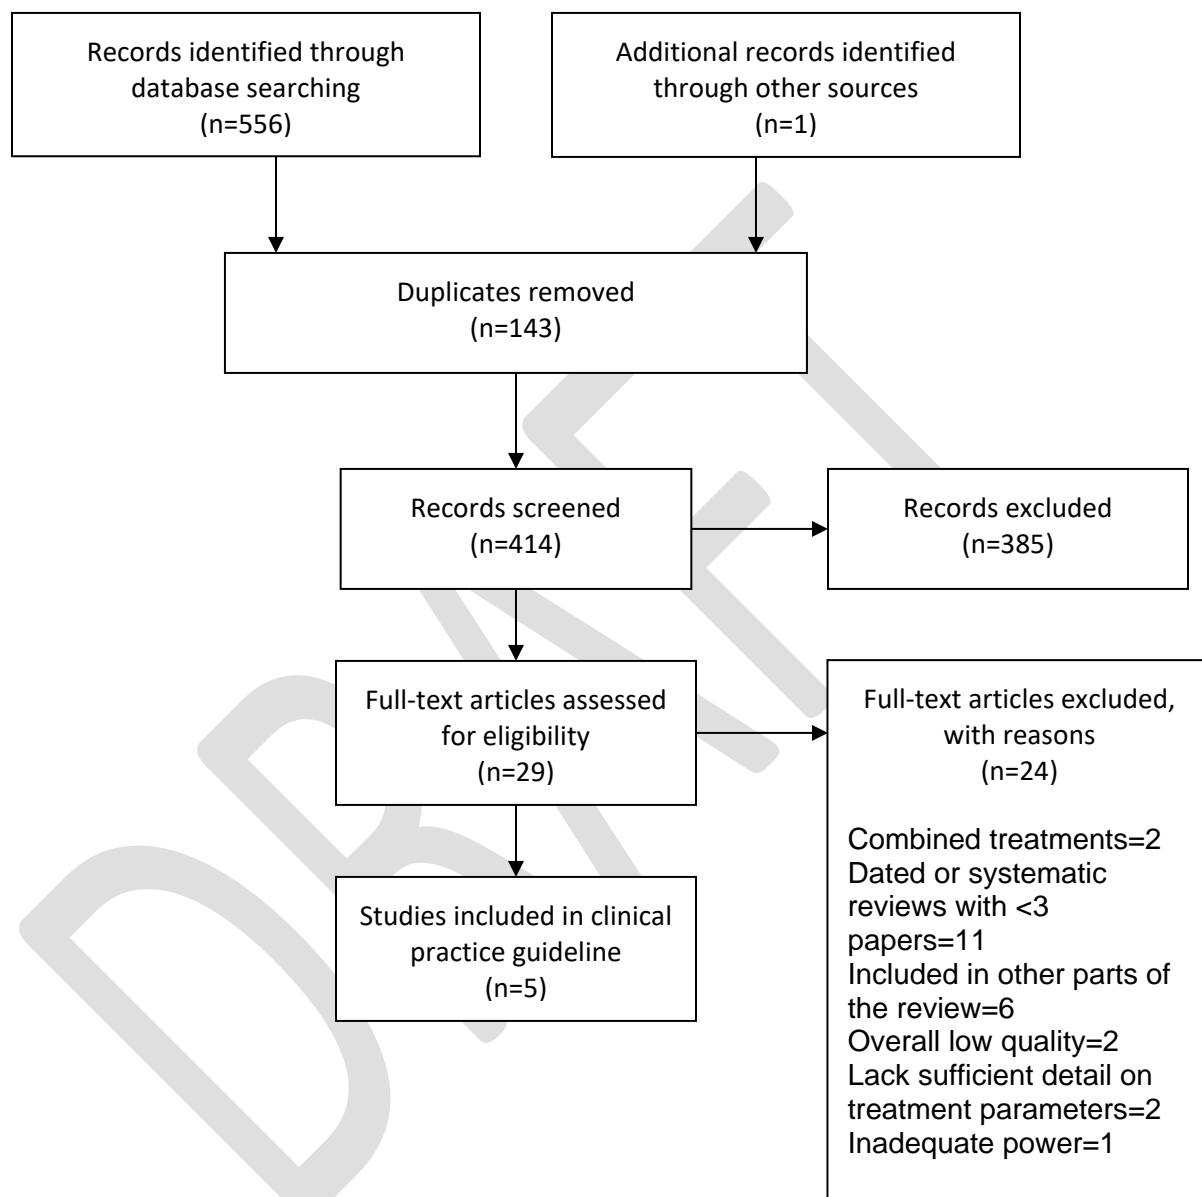 Records identified through
database searching
(n=556)
Additional records identified
through other sources
(n=1)
Duplicates removed
(n=143)
Records screened
(n=414)
Records excluded
(n=385)
Full-text articles assessed
for eligibility
(n=29)
Full-text articles excluded,
with reasons
(n=24)
Combined treatments=2
Dated or systematic
reviews with <3
papers=11
Included in other parts of
the review=6
Overall low quality=2
Lack sufficient detail on
treatment parameters=2
Inadequate power=1
Studies included in clinical
practice guideline
(n=5)
DRAFT